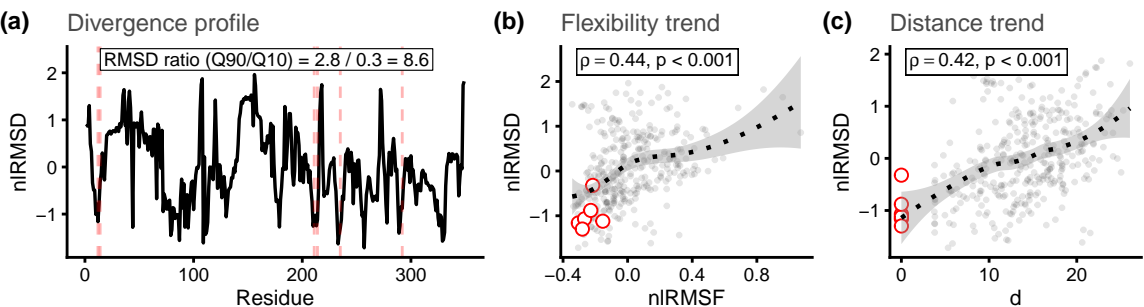 (a) Divergence profile
RMSD ratio (Q90/Q10) = 2.8 / 0.3 = 8.6
nlRMSD
2
1
0
−1
0 100 200 300
Residue
(b) Flexibility trend
ρ = 0.44, p < 0.001
nlRMSD
2
1
0
−1
−0.4 0.0 0.4 0.8
nlRMSF
(c) Distance trend
ρ = 0.42, p < 0.001
nlRMSD
2
1
0
−1
0 10 20
d